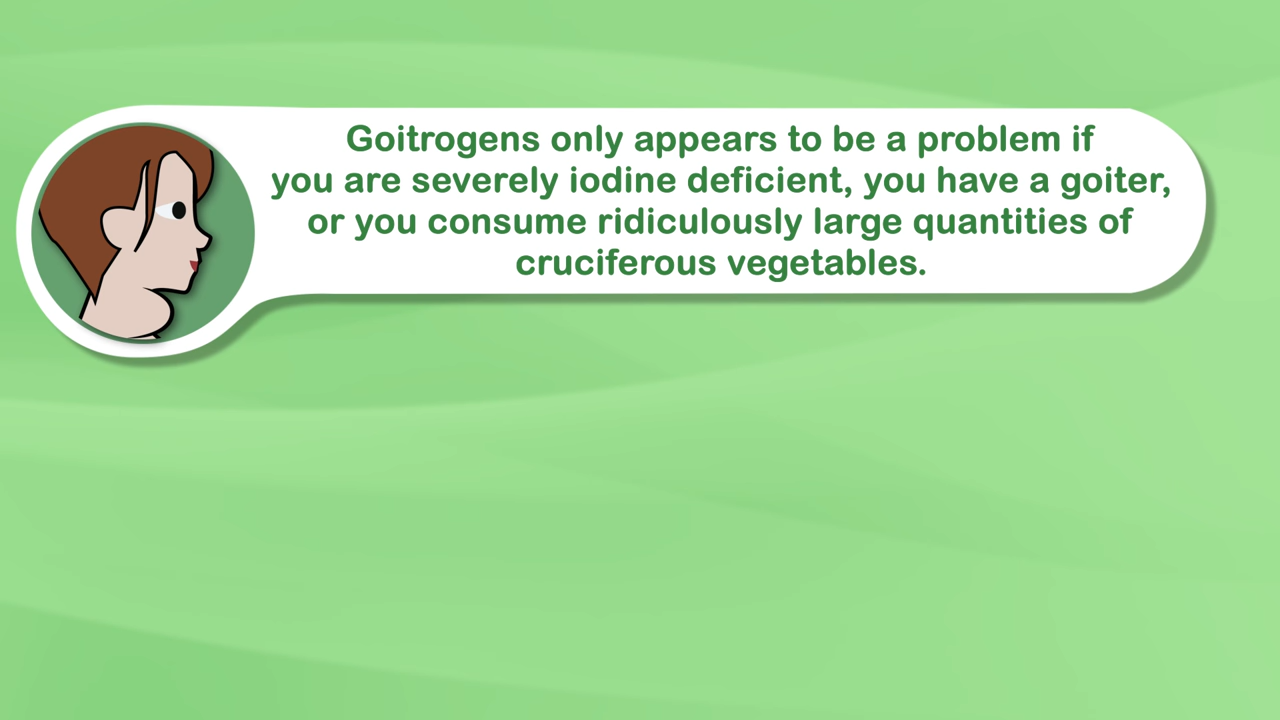 Goitrogens only appears to be a problem if
you are severely iodine deficient, you have a goiter,
or you consume ridiculously large quantities of
cruciferous vegetables.